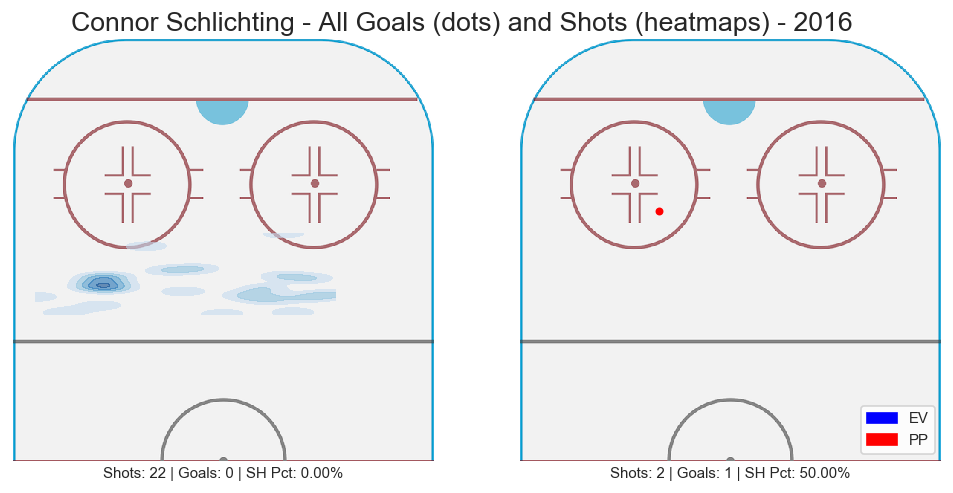 Connor Schlichting - All Goals (dots) and Shots (heatmaps) - 2016
EV
PP
Shots: 22 | Goals: 0 | SH Pct: 0.00%
Shots: 2 | Goals: 1 | SH Pct: 50.00%